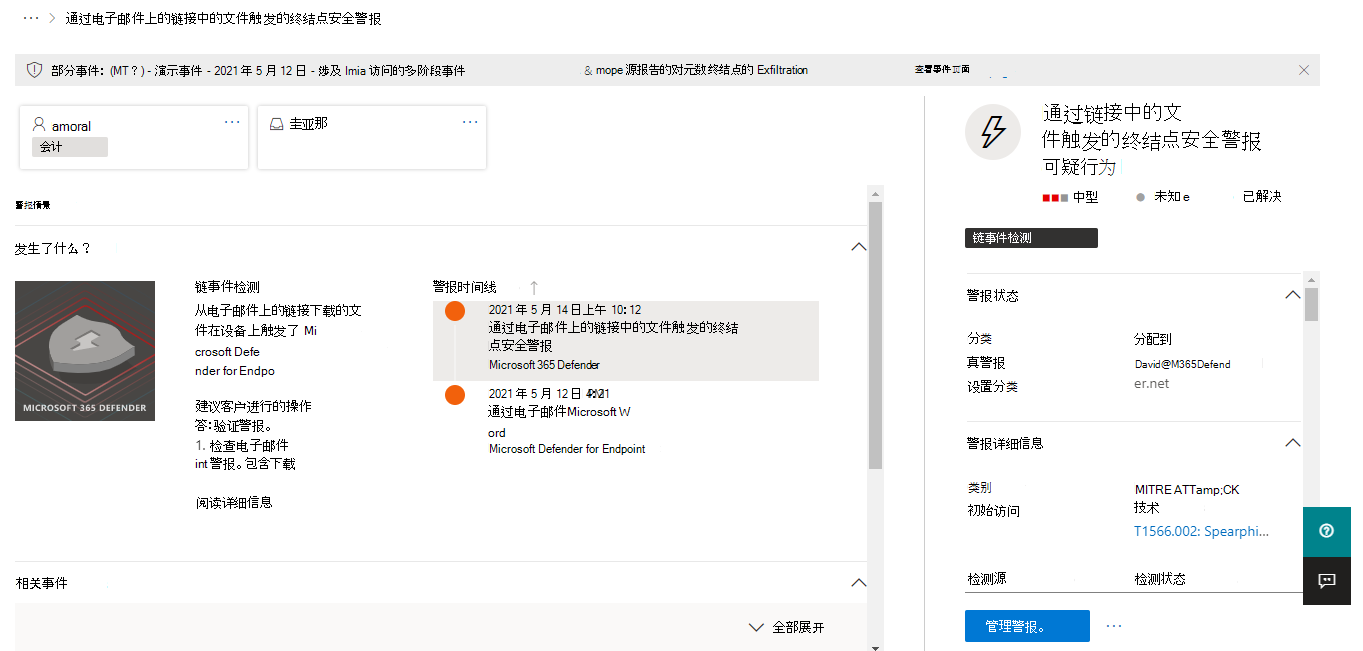 通过电子邮件上的链接中的文件触发的终结点安全警报
部分事件：(MT？) - 演示事件 - 2021 年 5 月 12 日 - 涉及 Imia 访问的多阶段事件
& mope 源报告的对元数终结点的 Exfiltration
查看事件页面
amoral
会计
圭亚那
警报情景
发生了什么？
MICROSOFT 365 DEFENDER
链事件检测
从电子邮件上的链接下载的文
件在设备上触发了 Mi
crosoft Defe
nder for Endpo
建议客户进行的操作
答：验证警报。
1. 检查电子邮件
int 警报。包含下载
阅读详细信息
警报时间线
2021 年 5 月 14 日上午 10: 12
通过电子邮件上的链接中的文件触发的终结
点安全警报
Microsoft 365 Defender
2021 年 5 月 12 日
通过电子邮件Microsoft W
ord
Microsoft Defender for Endpoint
相关事件
全部展开
通过链接中的文
件触发的终结点安全警报
可疑行为
中型
未知 e
已解决
链事件检测
警报状态
分类
真警报
设置分类
分配到
David@M365Defend
er.net
警报详细信息
类别
初始访问
MITRE ATTamp;CK
技术
T1566.002: Spearphi...
检测源
检测状态
管理警报。